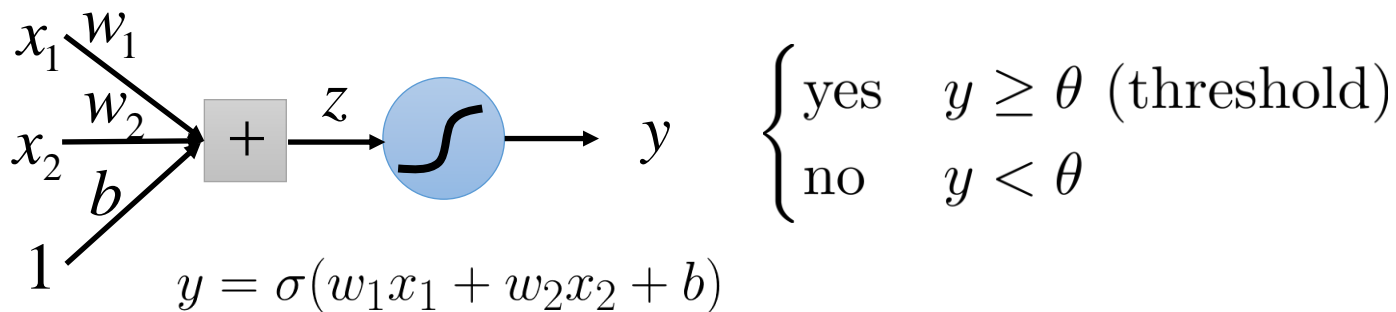 x₁ w₁
w₂
x₂
b
1
+
z
y
y = σ(w₁x₁ + w₂x₂ + b)
yes y ≥ θ (threshold)
no y < θ